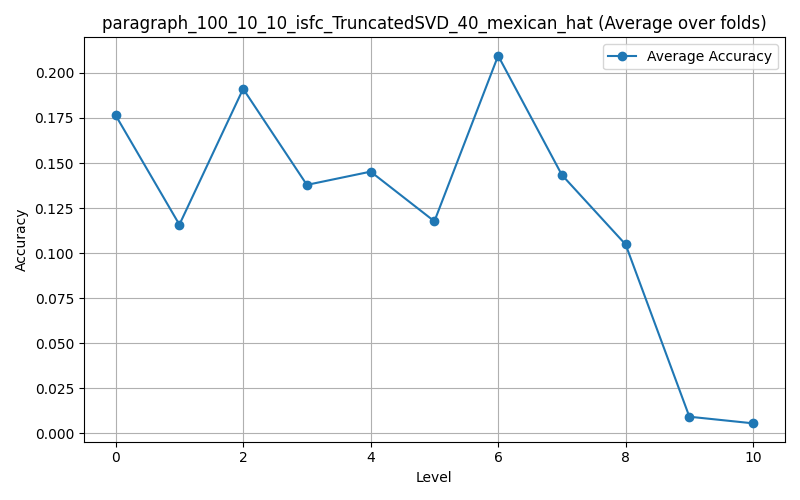 paragraph_100_10_10_isfc_TruncatedSVD_40_mexican_hat (Average over folds)
Average Accuracy
0.200
0.175
0.150
0.125
0.100
0.075
0.050
0.025
0.000
Accuracy
0 2 4 6 8 10
Level